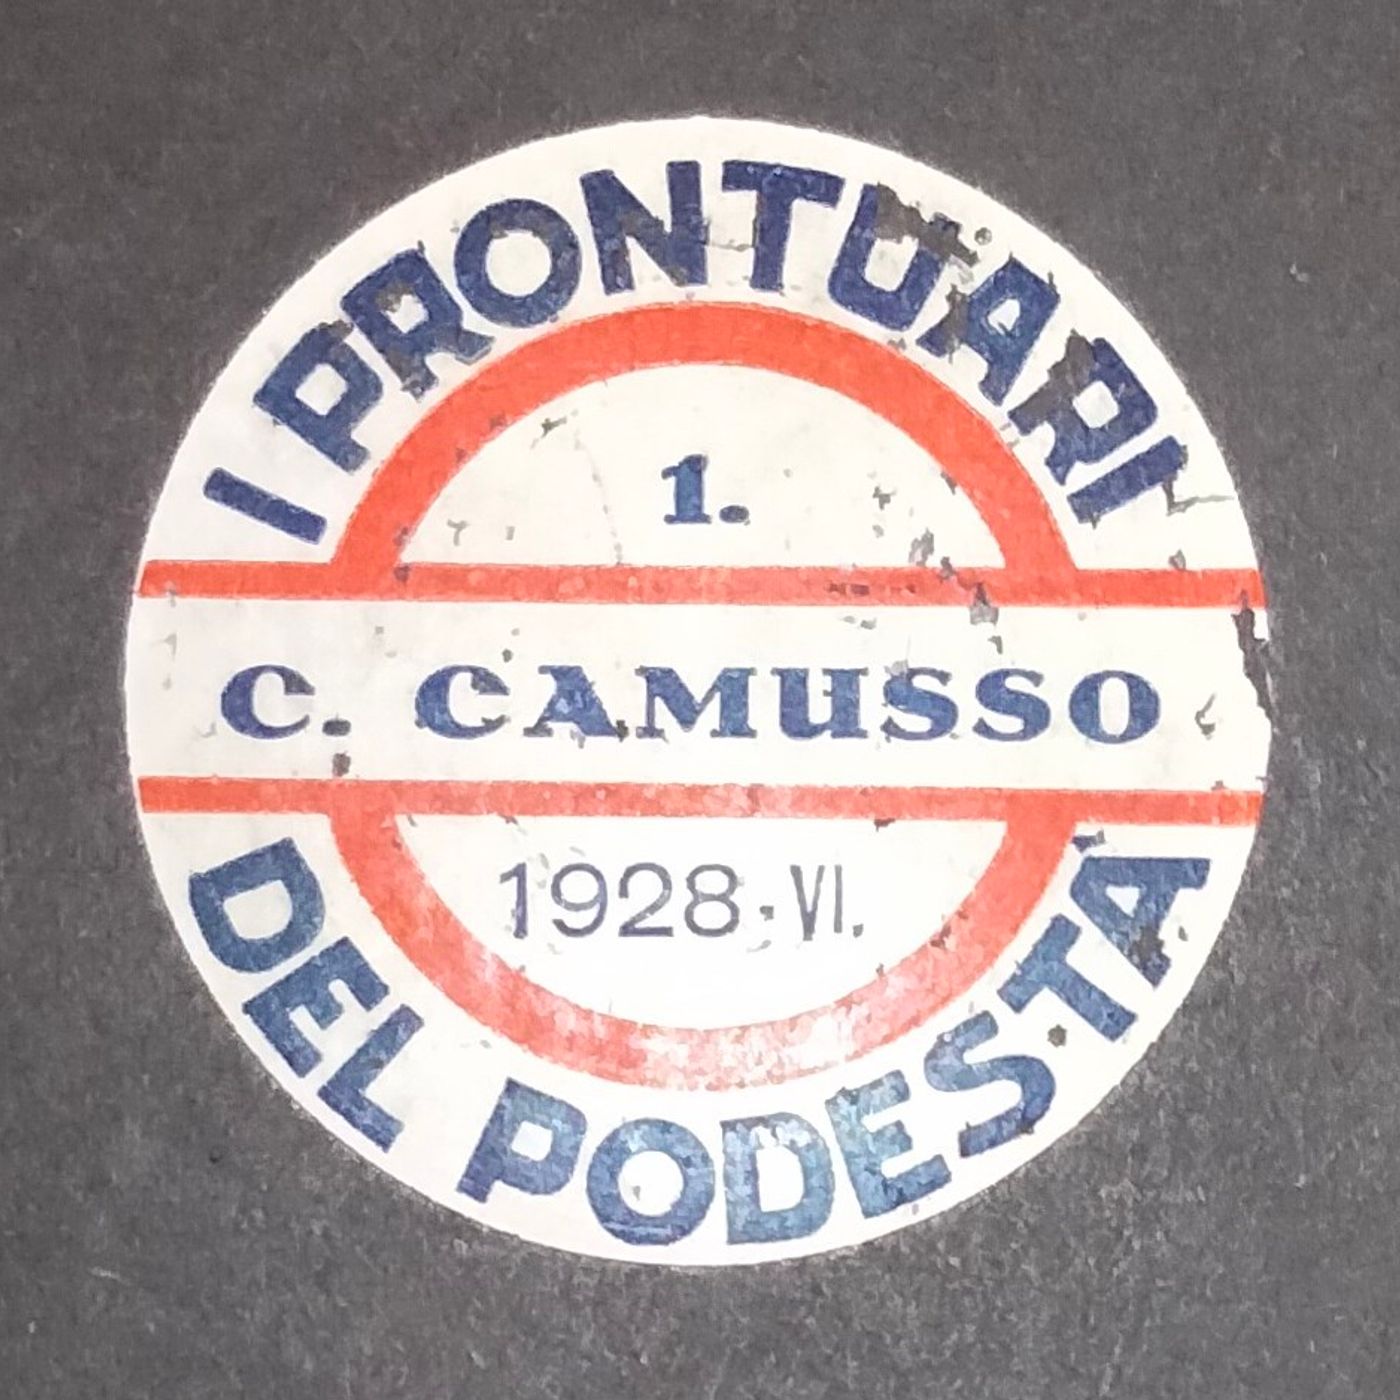 I PRONTUARI
1.
C. CAMUSSO
1928·VI.
DEL PODESTÀ